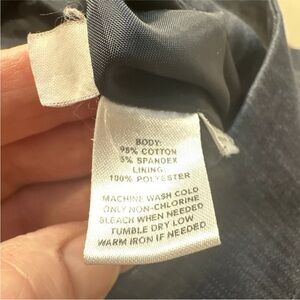 BODY:
95% COTTON
5% SPANDEX
LINING:
100% POLYESTER
MACHINE WASH COLD
ONLY NON-CHLORINE
BLEACH WHEN NEEDED
TUMBLE DRY LOW
WARM IRON IF NEEDED